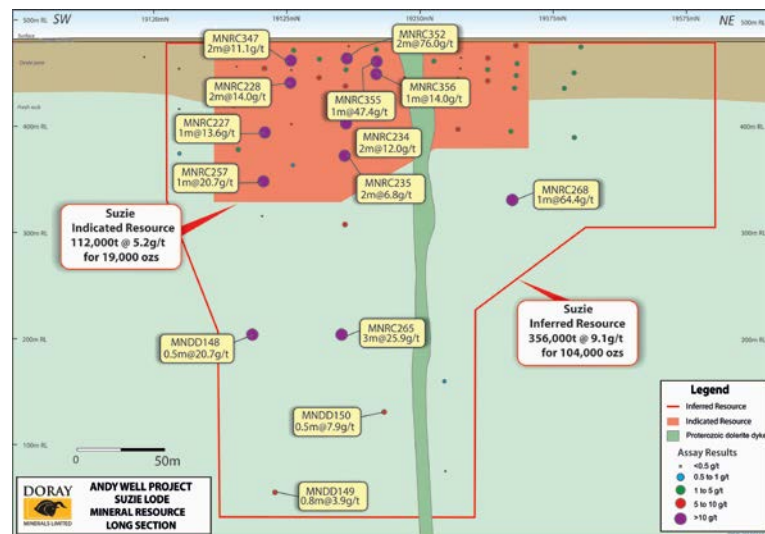 500m RL SW 19120mN 19125mN 19250mN 19575mN 19575mN NE 500m RL
Surface
MNRC347
2m@11.1g/t
MNRC352
2m@76.0g/t
MNRC228
2m@14.0g/t
MNRC355
1m@47.4g/t
MNRC356
1m@14.0g/t
Fresh rock
400m RL
400m RL
MNRC227
1m@13.6g/t
MNRC234
2m@12.0g/t
MNRC257
1m@20.7g/t
MNRC235
2m@6.8g/t
MNRC268
1m@64.4g/t
Suzie
Indicated Resource
112,000t @ 5.2g/t
for 19,000 ozs
300m RL
300m RL
Suzie
Inferred Resource
356,000t @ 9.1g/t
for 104,000 ozs
200m RL
MNDD148
0.5m@20.7g/t
MNRC265
3m@25.9g/t
MNDD150
0.5m@7.9g/t
100m RL
50m
MNDD149
0.8m@3.9g/t
DORAY
MINERALS LIMITED
ANDY WELL PROJECT
SUZIE LODE
MINERAL RESOURCE
LONG SECTION
Legend
Inferred Resource
Indicated Resource
Proterozoic dolerite dyke
Assay Results
<0.5 g/t
0.5 to 1 g/t
1 to 5 g/t
5 to 10 g/t
>10 g/t